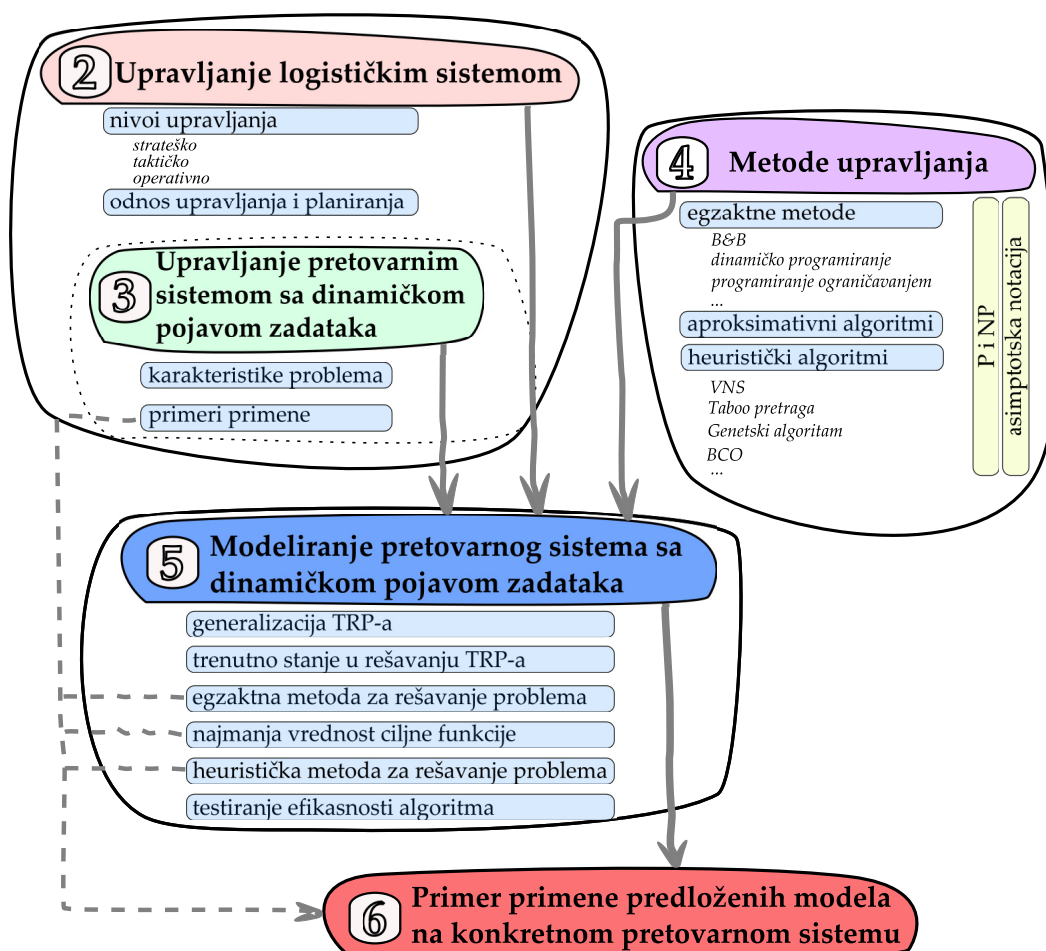 2 Upravljanje logističkim sistemom
nivoi upravljanja
strateško
taktičko
operativno
odnos upravljanja i planiranja
3 Upravljanje pretovarnim
sistemom sa dinamičkom
pojavom zadataka
karakteristike problema
primeri primene
4 Metode upravljanja
egzaktne metode
B&B
dinamičko programiranje
programiranje ograničavanjem
...
aproksimativni algoritmi
heuristički algoritmi
VNS
Taboo pretraga
Genetski algoritam
BCO
...
P i NP
asimptotska notacija
5 Modeliranje pretovarnog sistema sa
dinamičkom pojavom zadataka
generalizacija TRP-a
trenutno stanje u rešavanju TRP-a
egzaktna metoda za rešavanje problema
najmanja vrednost ciljne funkcije
heuristička metoda za rešavanje problema
testiranje efikasnosti algoritma
6 Primer primene predloženih modela
na konkretnom pretovarnom sistemu